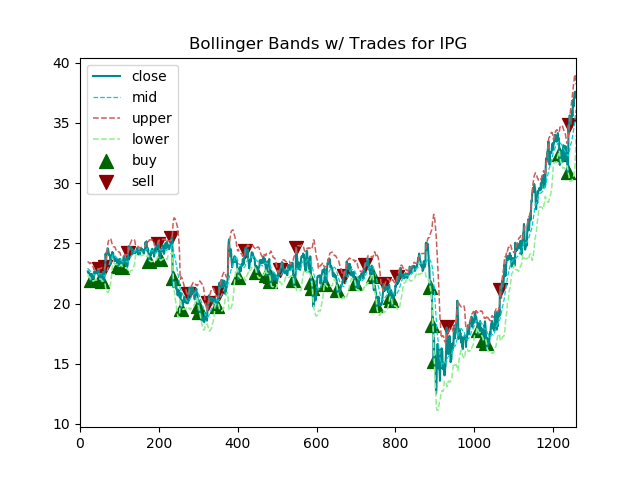 Bollinger Bands w/ Trades for IPG
40
35
30
25
20
15
10
close
mid
upper
lower
buy
sell
0 200 400 600 800 1000 1200